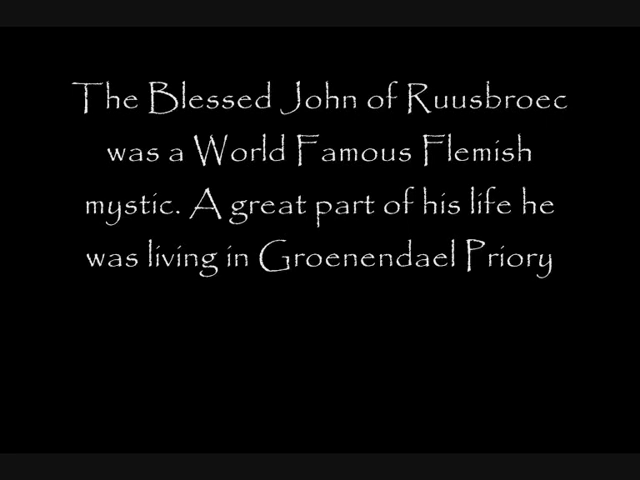 The Blessed John of Ruusbroec
was a World Famous Flemish
mystic. A great part of his life he
was living in Groenendael Priory